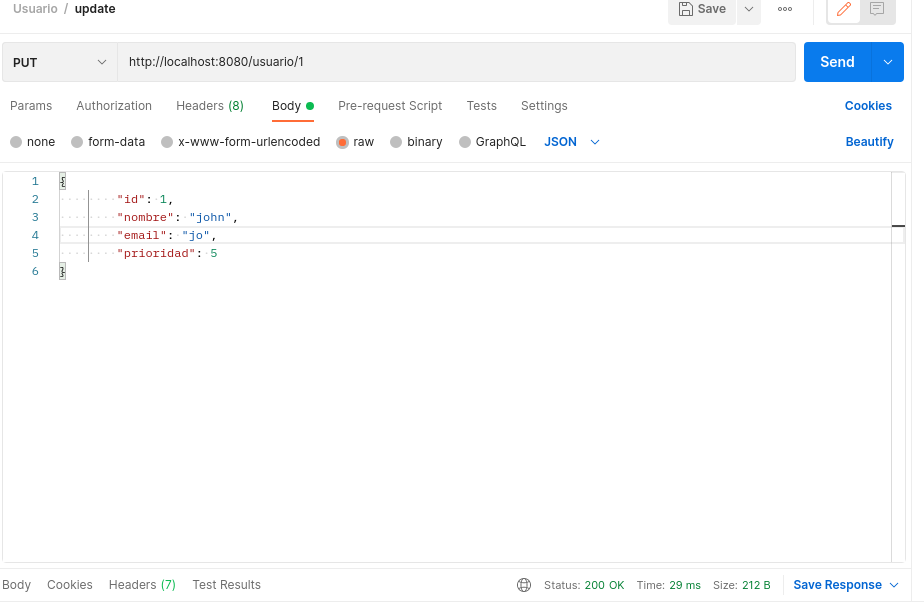 Usuario / update
Save
PUT
http://localhost:8080/usuario/1
Send
Params Authorization Headers (8) Body Pre-request Script Tests Settings Cookies
none form-data x-www-form-urlencoded raw binary GraphQL JSON Beautify
1 {
2 "id": 1,
3 "nombre": "john",
4 "email": "jo",
5 "prioridad": 5
6 }
Body Cookies Headers (7) Test Results Status: 200 OK Time: 29 ms Size: 212 B Save Response